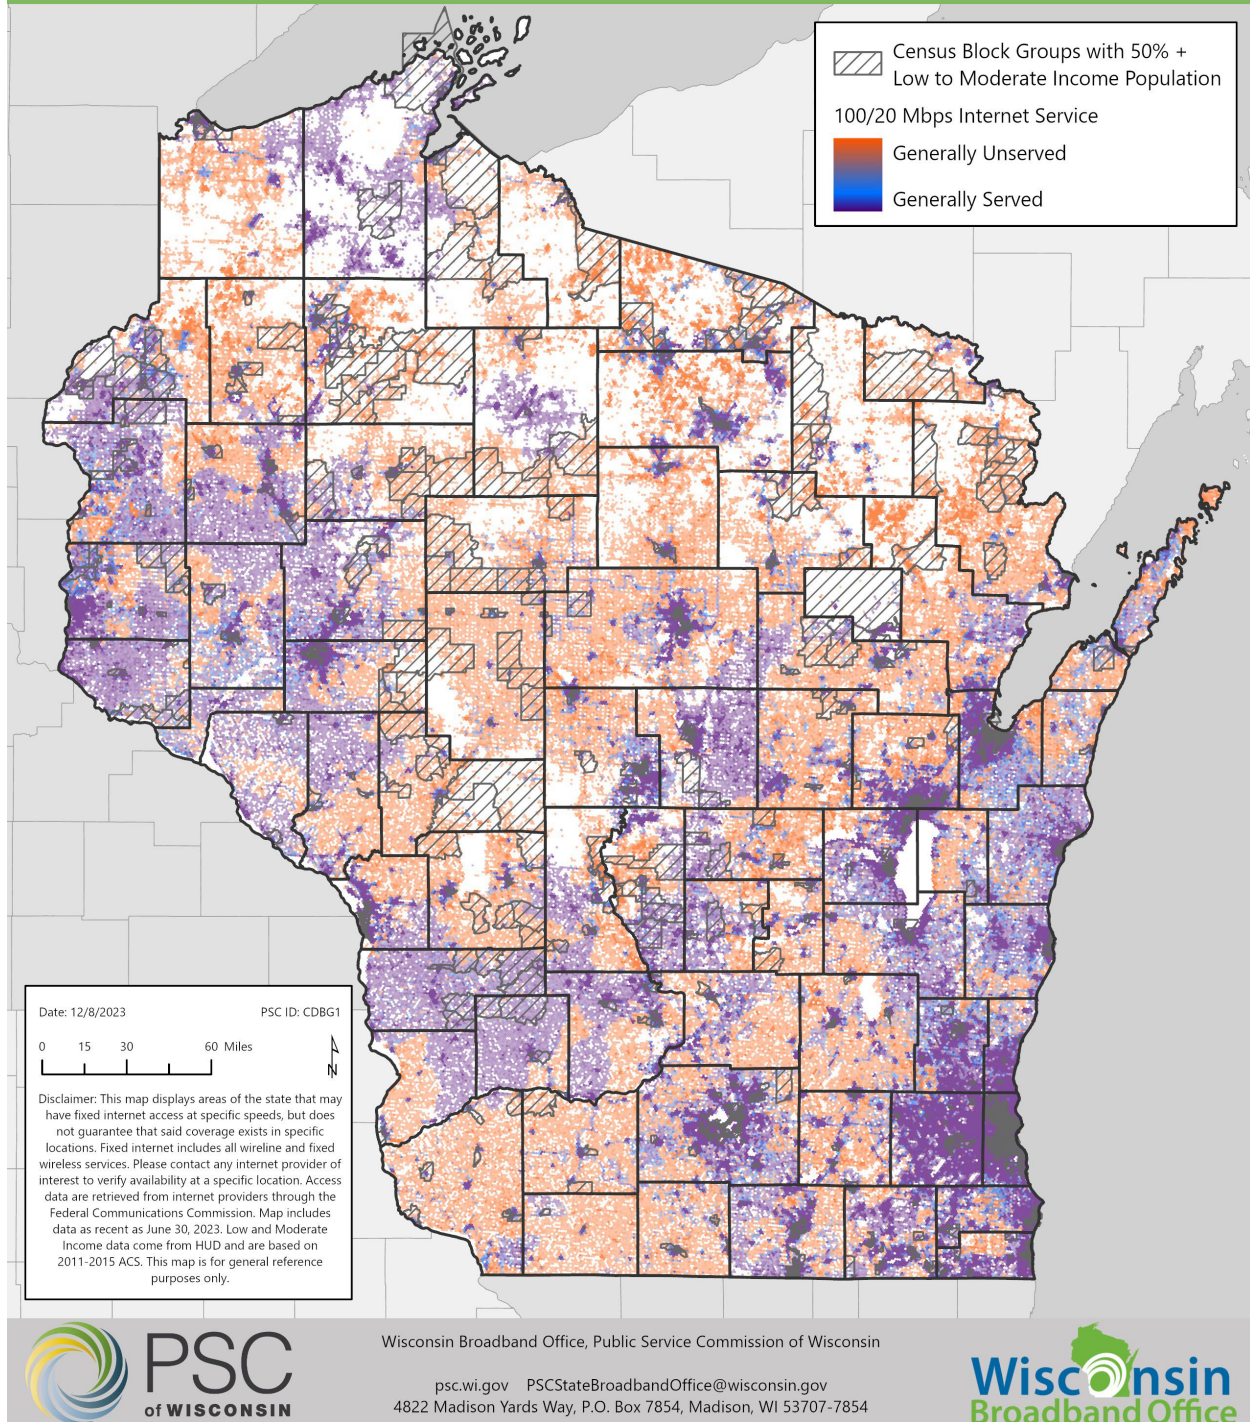 Census Block Groups with 50% +
Low to Moderate Income Population
100/20 Mbps Internet Service
Generally Unserved
Generally Served
Date: 12/8/2023 PSC ID: CDBG1
0 15 30 60 Miles
N
Disclaimer: This map displays areas of the state that may
have fixed internet access at specific speeds, but does
not guarantee that said coverage exists in specific
locations. Fixed internet includes all wireline and fixed
wireless services. Please contact any internet provider of
interest to verify availability at a specific location. Access
data are retrieved from internet providers through the
Federal Communications Commission. Map includes
data as recent as June 30, 2023. Low and Moderate
Income data come from HUD and are based on
2011-2015 ACS. This map is for general reference
purposes only.
PSC
of WISCONSIN
Wisconsin Broadband Office, Public Service Commission of Wisconsin
psc.wi.gov PSCStateBroadbandOffice@wisconsin.gov
4822 Madison Yards Way, P.O. Box 7854, Madison, WI 53707-7854
Wisconsin
Broadband Office